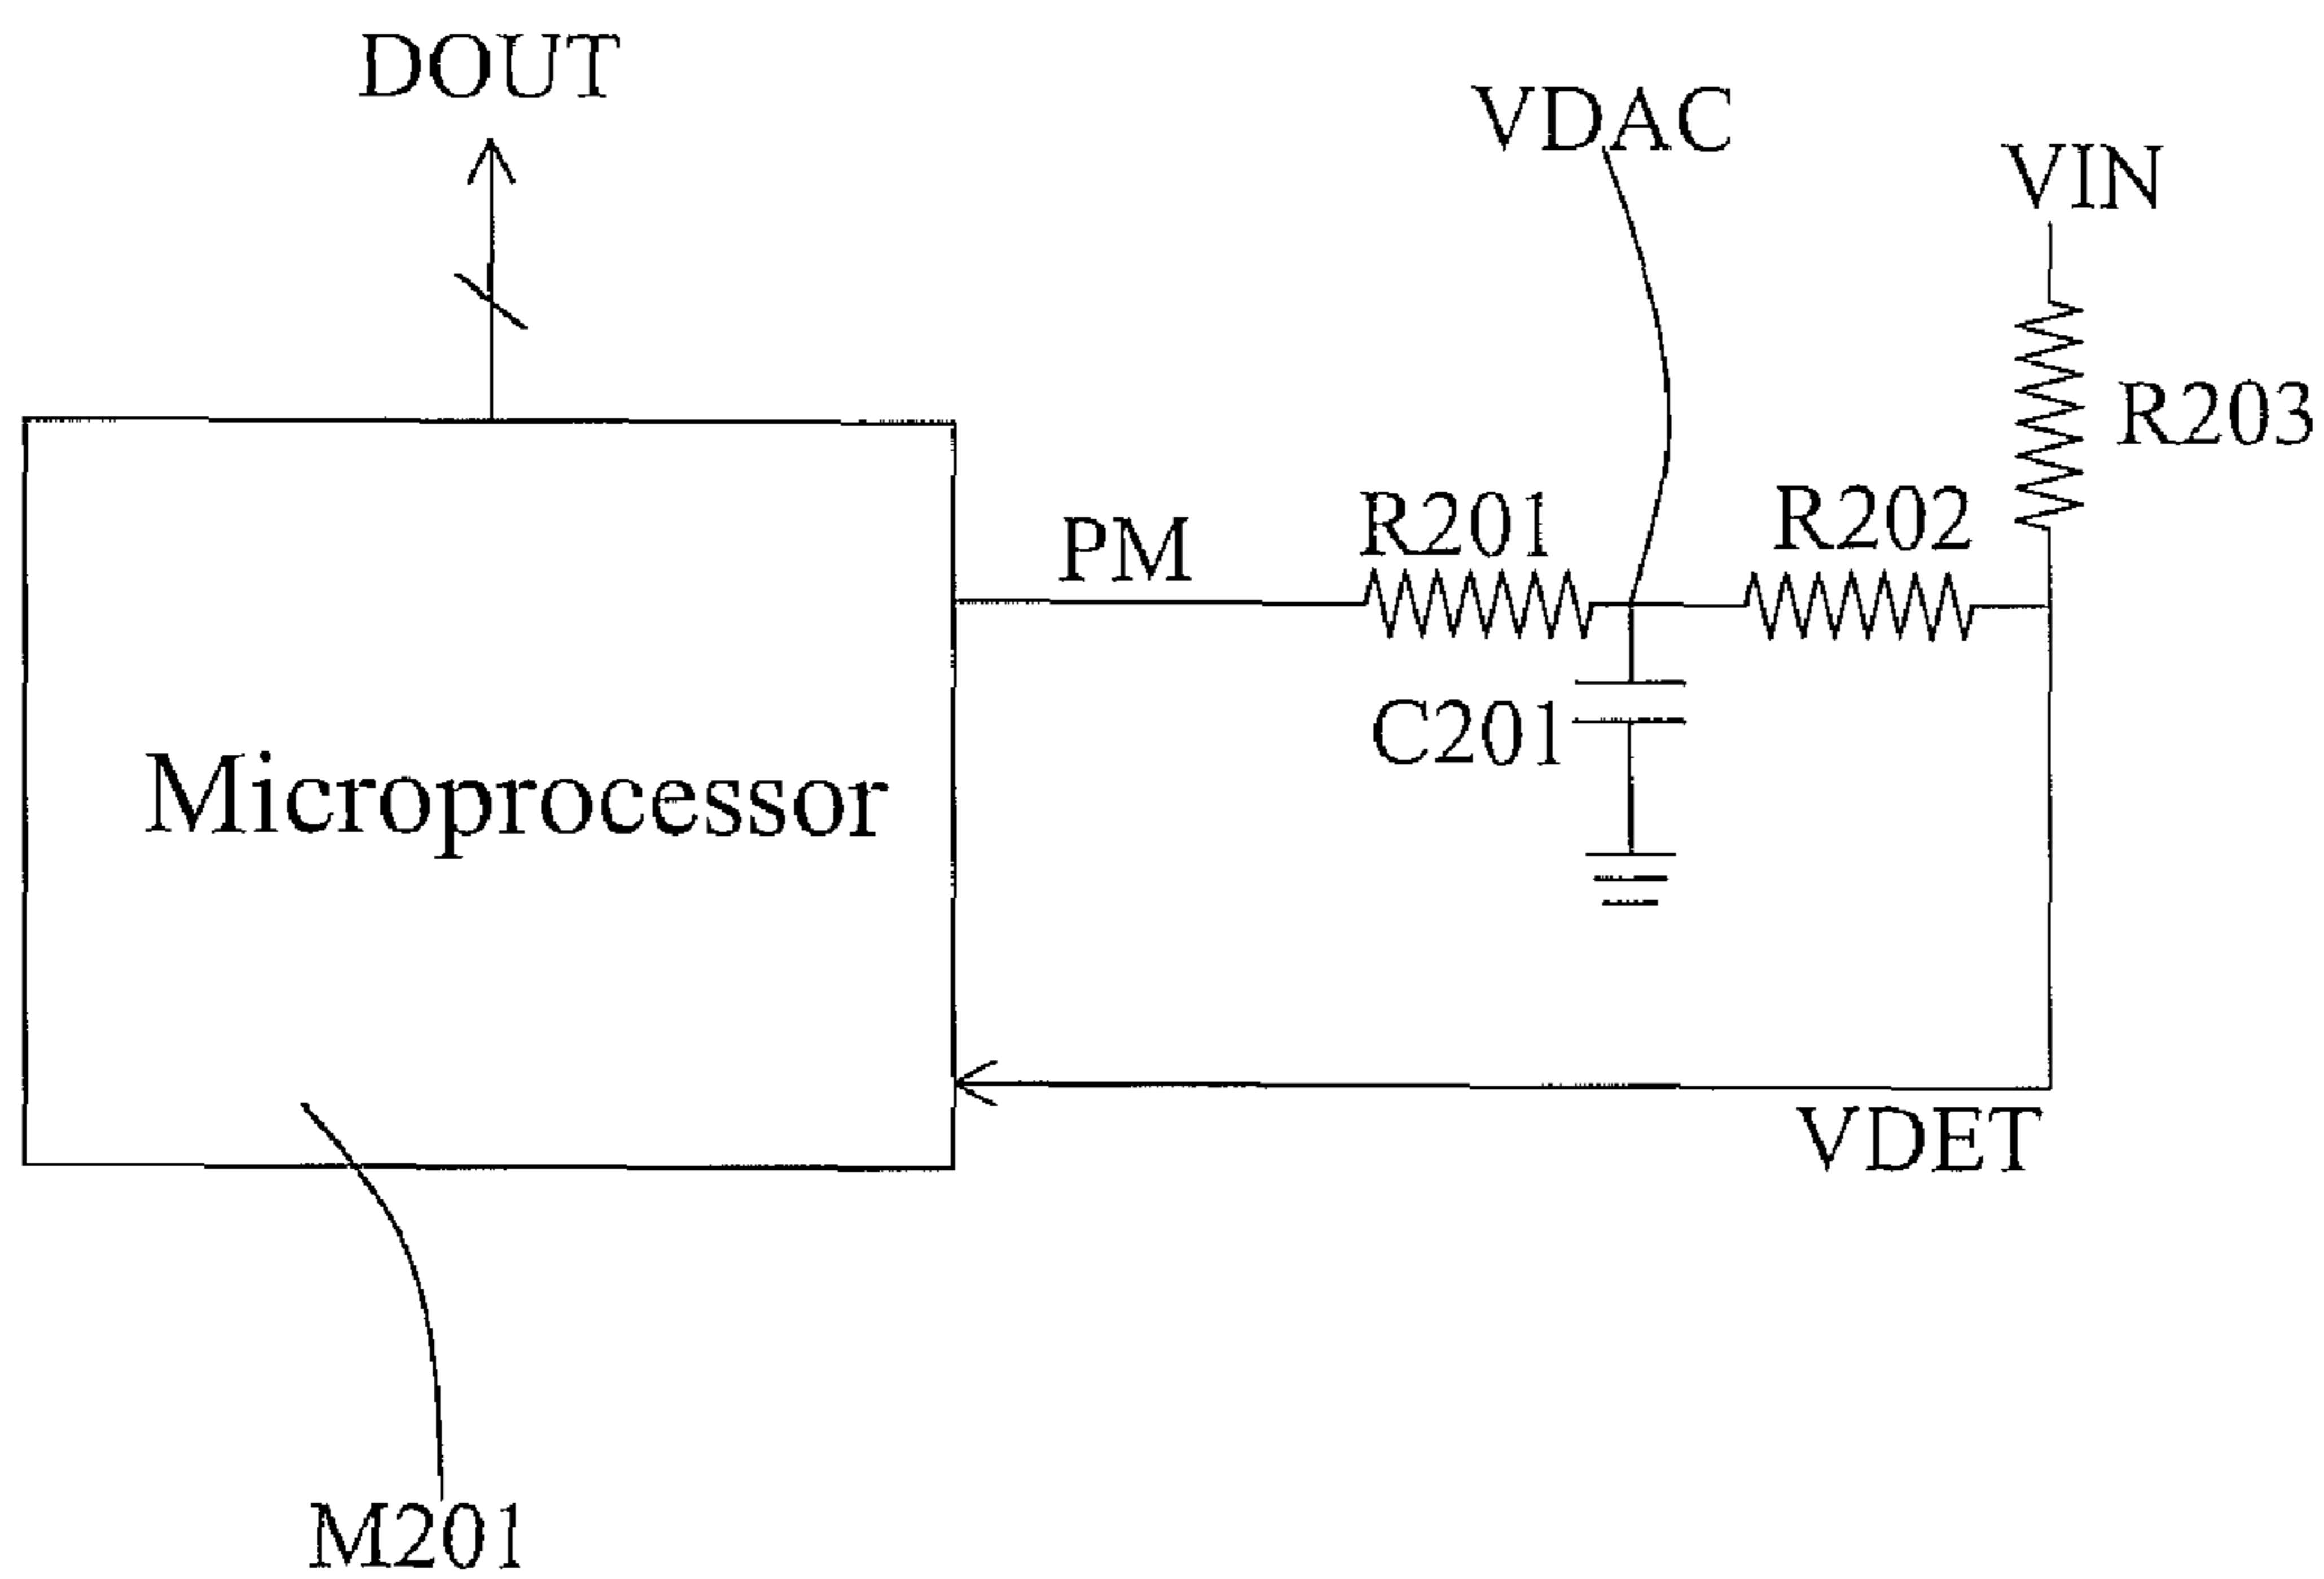 DOUT
VDAC
VIN
R203
R202
R201
PM
C201
Microprocessor
VDET
M201